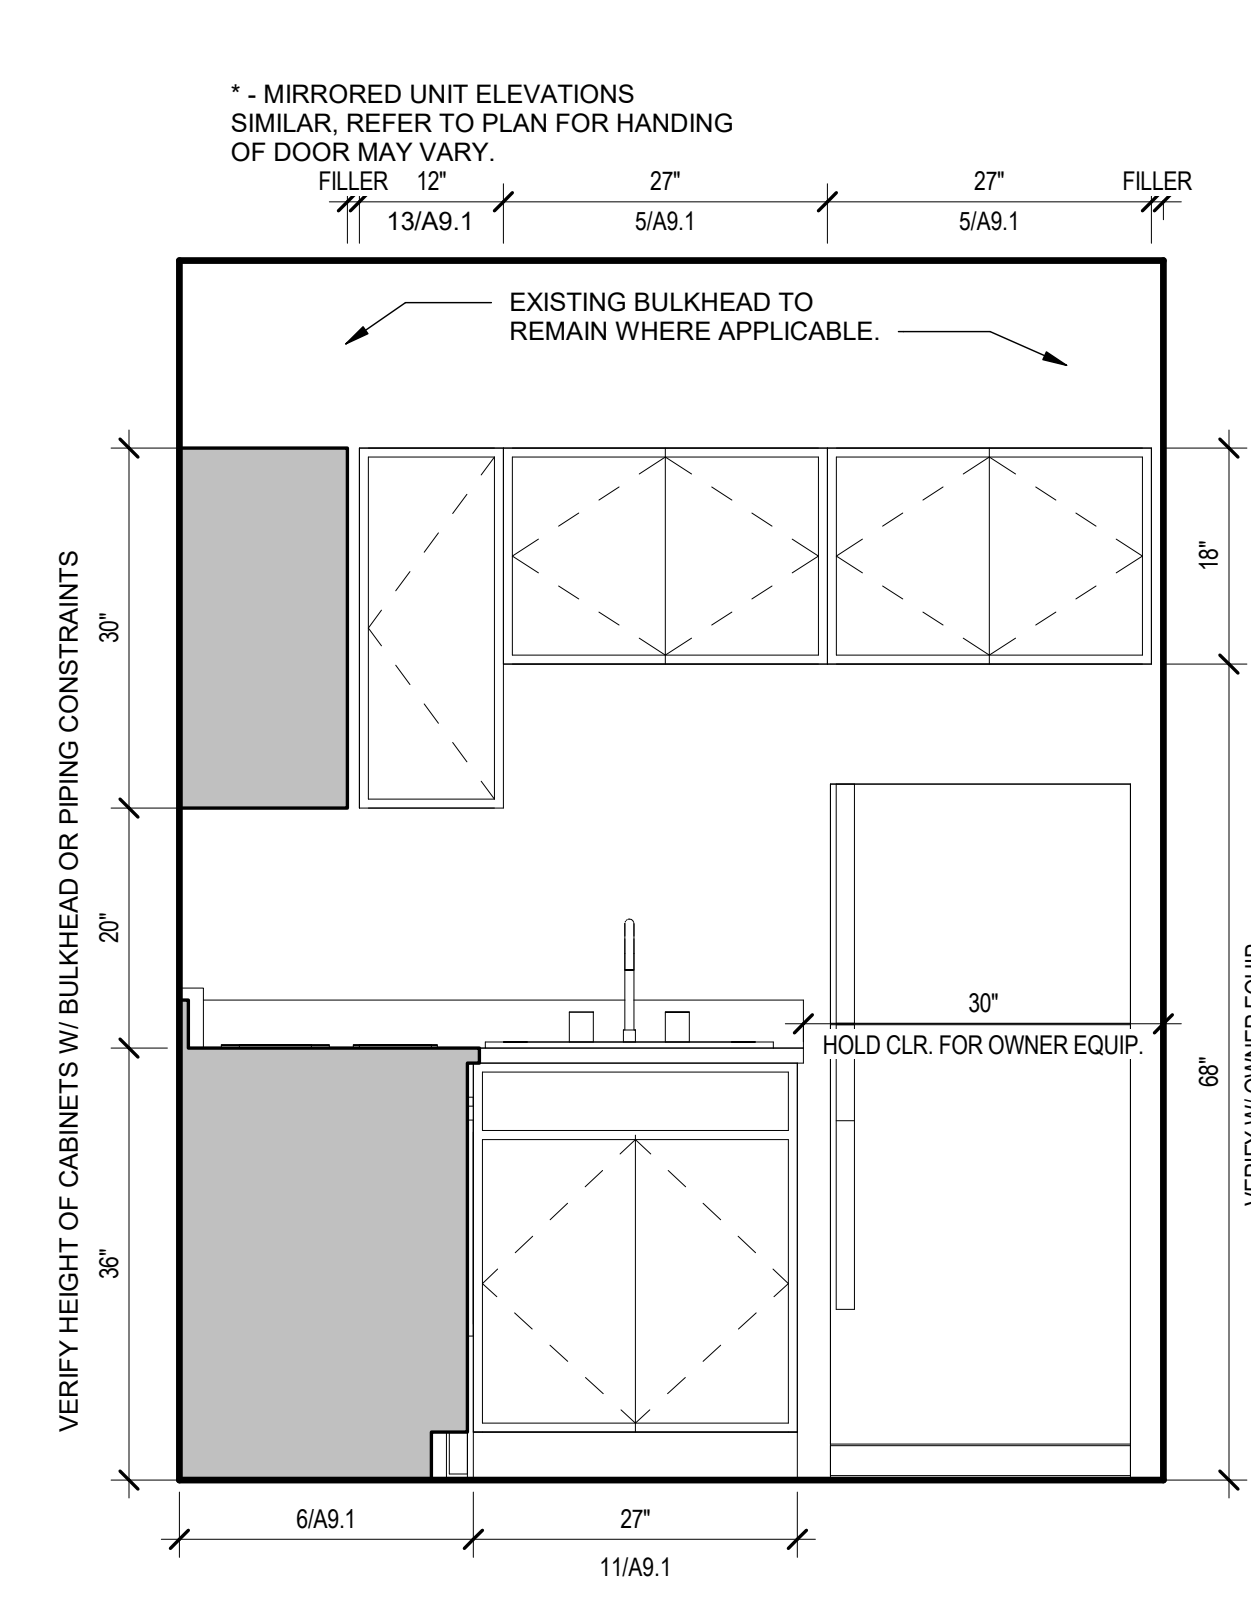 * - MIRRORED UNIT ELEVATIONS
SIMILAR, REFER TO PLAN FOR HANDING
OF DOOR MAY VARY.
FILLER 12" 27" 27" FILLER
13/A9.1 5/A9.1 5/A9.1
EXISTING BULKHEAD TO
REMAIN WHERE APPLICABLE.
VERIFY HEIGHT OF CABINETS W/ BULKHEAD OR PIPING CONSTRAINTS
30"
20"
36"
18"
68"
30"
HOLD CLR. FOR OWNER EQUIP.
VERIFY W/ OWNER EQUIP.
6/A9.1 27"
11/A9.1